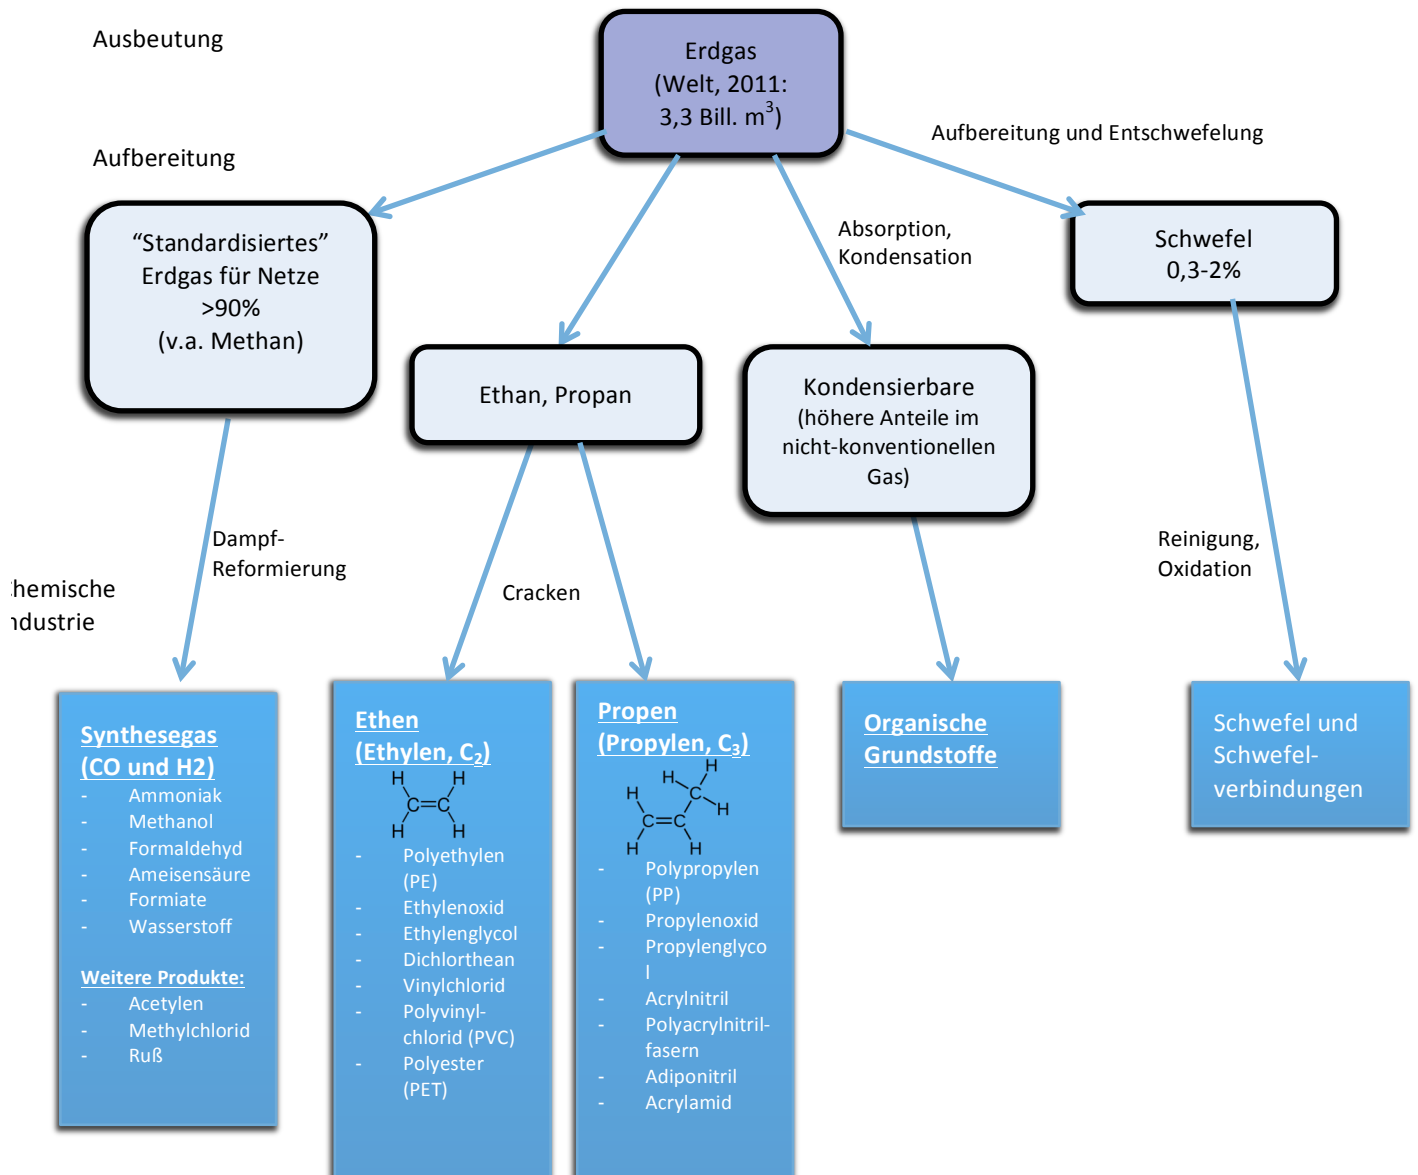 Ausbeutung
Erdgas
(Welt, 2011:
3,3 Bill. m³)
Aufbereitung und Entschwefelung
Aufbereitung
“Standardisiertes”
Erdgas für Netze
>90%
(v.a. Methan)
Absorption,
Kondensation
Schwefel
0,3-2%
Ethan, Propan
Kondensierbare
(höhere Anteile im
nicht-konventionellen
Gas)
Dampf-
Reformierung
Reinigung,
Oxidation
hemische
ndustrie
Cracken
Synthesegas
(CO und H2)
- Ammoniak
- Methanol
- Formaldehyd
- Ameisensäure
- Formiate
- Wasserstoff
Weitere Produkte:
- Acetylen
- Methylchlorid
- Ruß
Ethen
(Ethylen, C₂)
H H
C=C
H H
- Polyethylen
(PE)
- Ethylenoxid
- Ethylenglycol
- Dichlorthean
- Vinylchlorid
- Polyvinyl-
chlorid (PVC)
- Polyester
(PET)
Propen
(Propylen, C₃)
H
H C
H H
C=C
H H
- Polypropylen
(PP)
- Propylenoxid
- Propylenglyco
l
- Acrylnitril
- Polyacrylnitril-
fasern
- Adiponitril
- Acrylamid
Organische
Grundstoffe
Schwefel und
Schwefel-
verbindungen